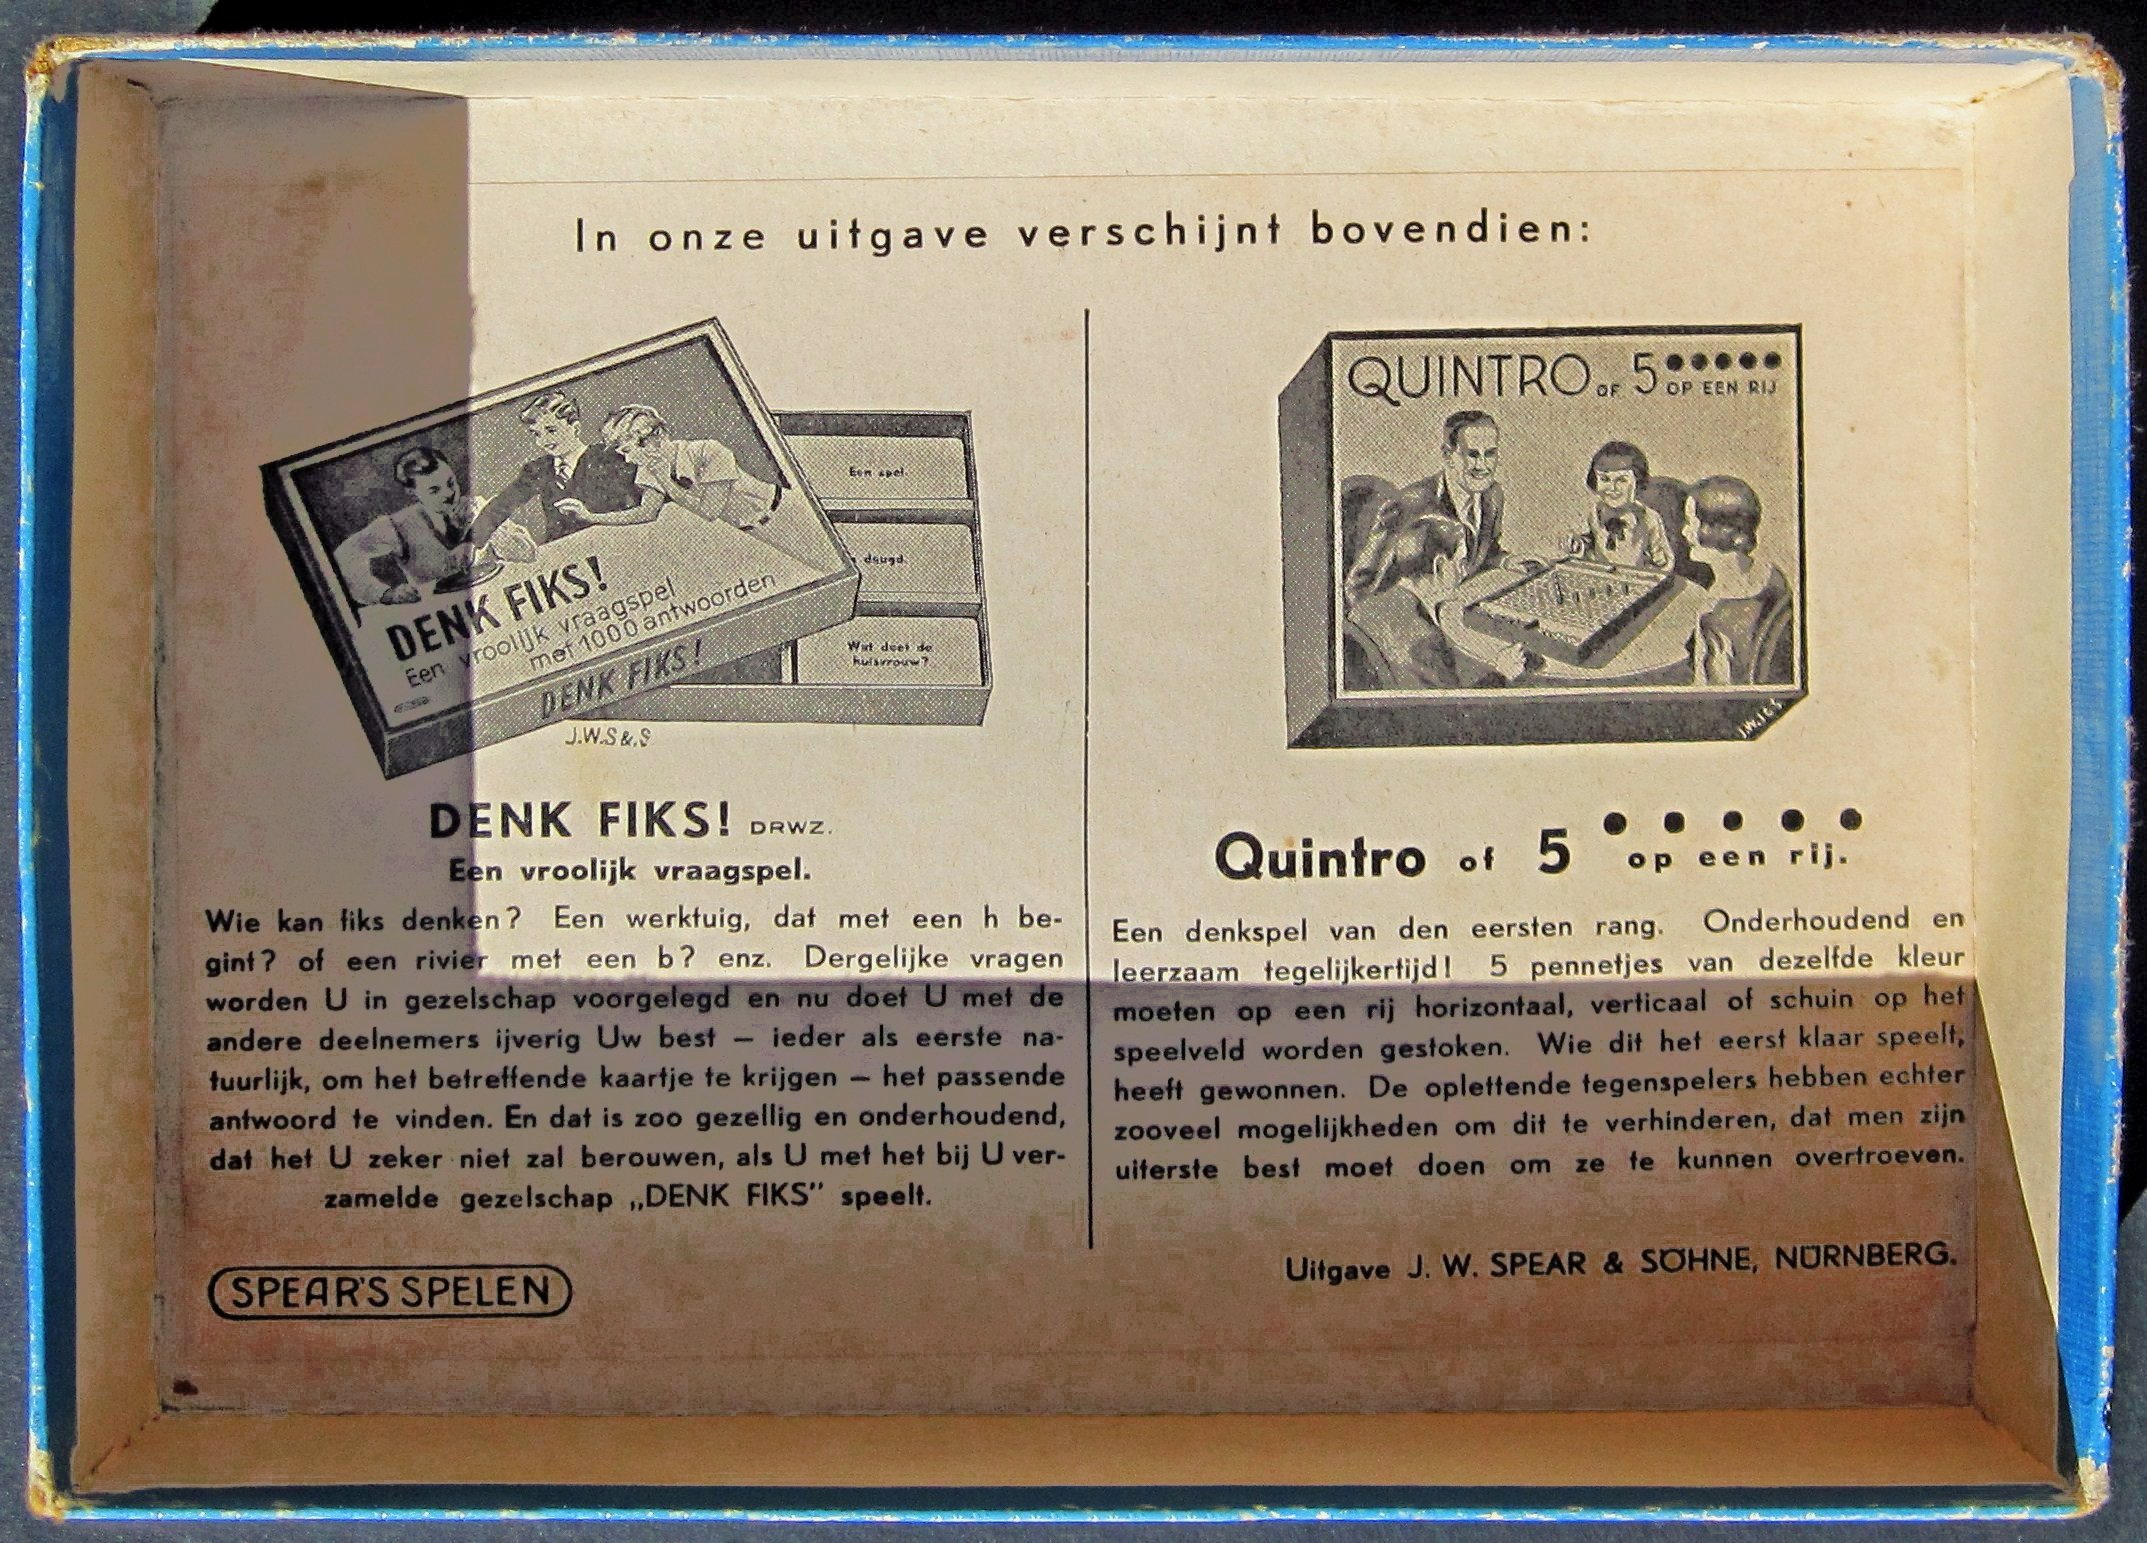 In onze uitgave verschijnt bovendien:
DENK FIKS!
Een vroolijk vraagspel
met 1000 antwoorden
DENK FIKS!
J.W.S&.S
Een spel.
deugd.
Wat doet de
huisvrouw?
DENK FIKS! DRWZ.
Een vroolijk vraagspel.
Wie kan fiks denken? Een werktuig, dat met een h be-
gint? of een rivier met een b? enz. Dergelijke vragen
worden U in gezelschap voorgelegd en nu doet U met de
andere deelnemers ijverig Uw best — ieder als eerste na-
tuurlijk, om het betreffende kaartje te krijgen — het passende
antwoord te vinden. En dat is zoo gezellig en onderhoudend,
dat het U zeker niet zal berouwen, als U met het bij U ver-
zamelde gezelschap „DENK FIKS" speelt.
SPEAR'S SPELEN
QUINTRO OF 5 ●●●●●
OP EEN RIJ
J.W.S&S
Quintro of 5 ● ● ● ● ●
op een rij.
Een denkspel van den eersten rang. Onderhoudend en
leerzaam tegelijkertijd! 5 pennetjes van dezelfde kleur
moeten op een rij horizontaal, verticaal of schuin op het
speelveld worden gestoken. Wie dit het eerst klaar speelt,
heeft gewonnen. De oplettende tegenspelers hebben echter
zooveel mogelijkheden om dit te verhinderen, dat men zijn
uiterste best moet doen om ze te kunnen overtroeven.
Uitgave J. W. SPEAR & SÖHNE, NÜRNBERG.